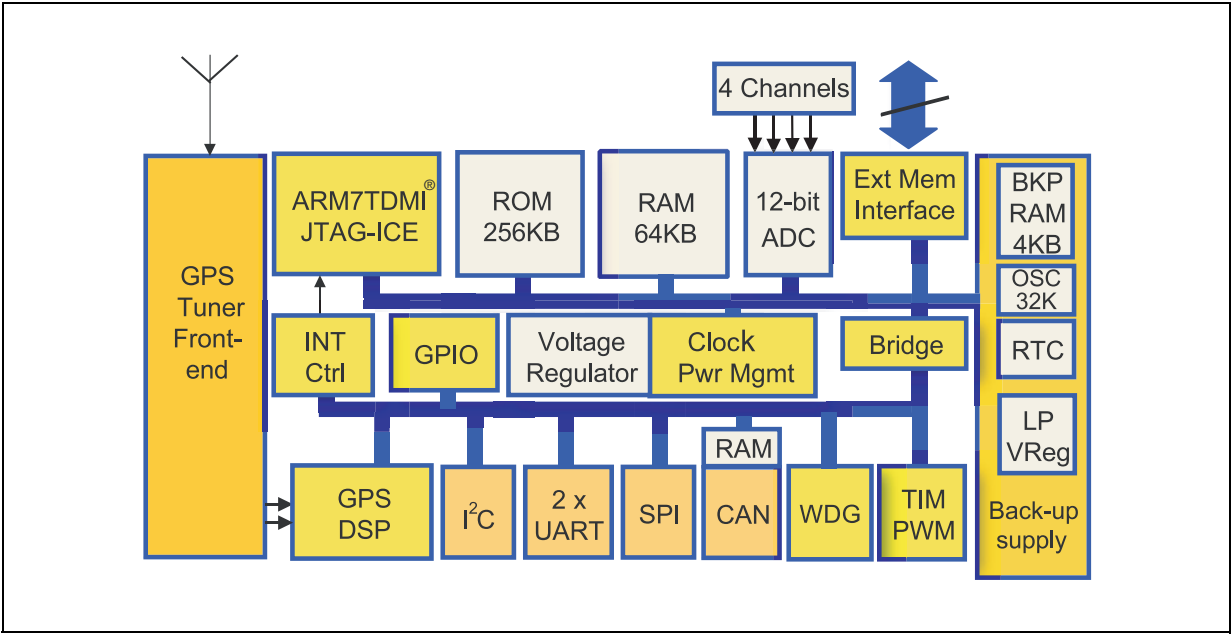 4 Channels
ARM7TDMI®
JTAG-ICE
ROM
256KB
RAM
64KB
12-bit
ADC
Ext Mem
Interface
BKP
RAM
4KB
OSC
32K
RTC
LP
VReg
Back-up
supply
GPS
Tuner
Front-
end
INT
Ctrl
GPIO
Voltage
Regulator
Clock
Pwr Mgmt
Bridge
GPS
DSP
I²C
2 x
UART
SPI
RAM
CAN
WDG
TIM
PWM